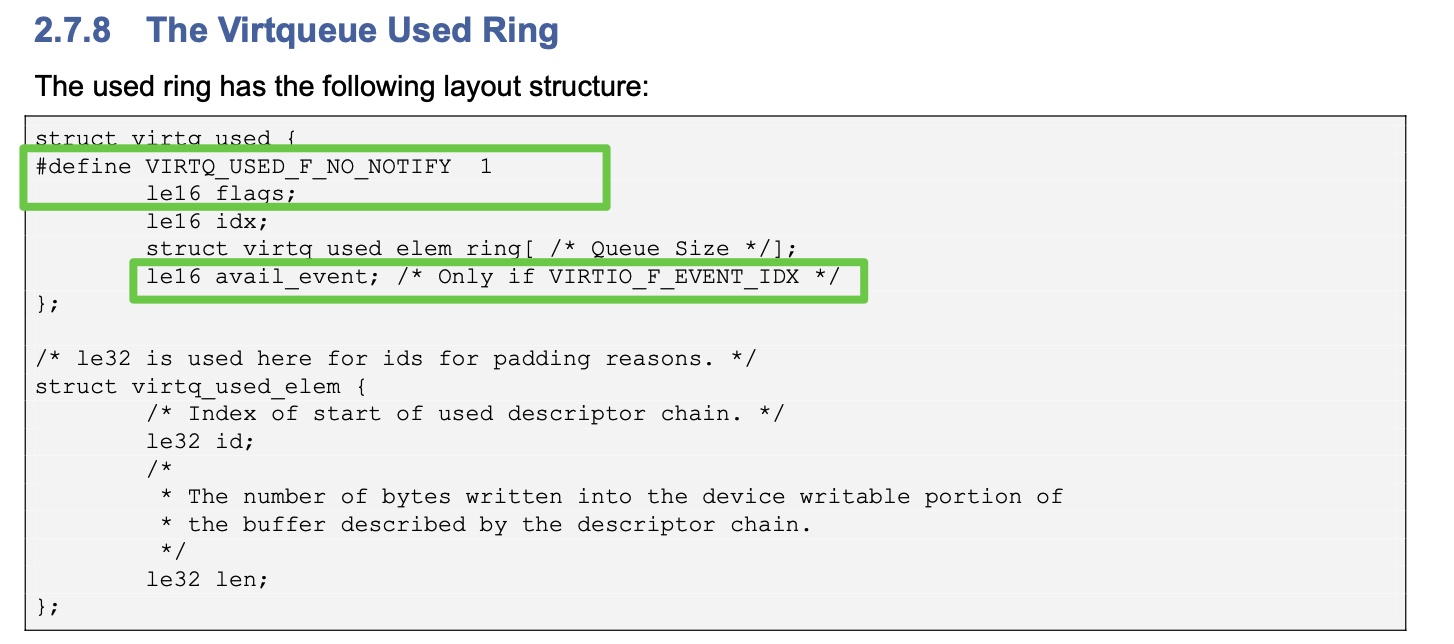 2.7.8 The Virtqueue Used Ring
The used ring has the following layout structure:
struct virtq_used {
#define VIRTQ_USED_F_NO_NOTIFY 1
le16 flags;
le16 idx;
struct virtq_used_elem ring[ /* Queue Size */];
le16 avail_event; /* Only if VIRTIO_F_EVENT_IDX */
};
/* le32 is used here for ids for padding reasons. */
struct virtq_used_elem {
/* Index of start of used descriptor chain. */
le32 id;
/*
* The number of bytes written into the device writable portion of
* the buffer described by the descriptor chain.
*/
le32 len;
};